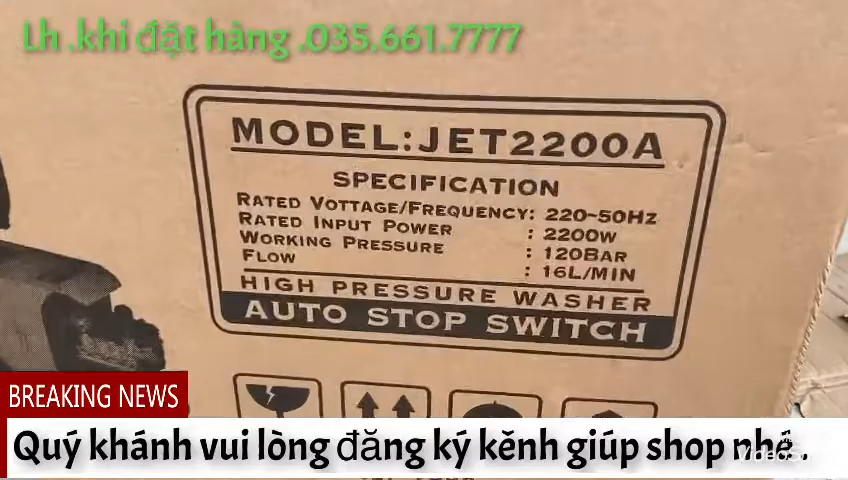 Lh .khi đặt hàng .035.661.7777
MODEL:JET2200A
SPECIFICATION
RATED VOTTAGE/FREQUENCY: 220~50HZ
RATED INPUT POWER : 2200W
WORKING PRESSURE : 120BAR
FLOW : 16L/MIN
HIGH PRESSURE WASHER
AUTO STOP SWITCH
BREAKING NEWS
Quý khánh vui lòng đăng ký kênh giúp shop nhé .